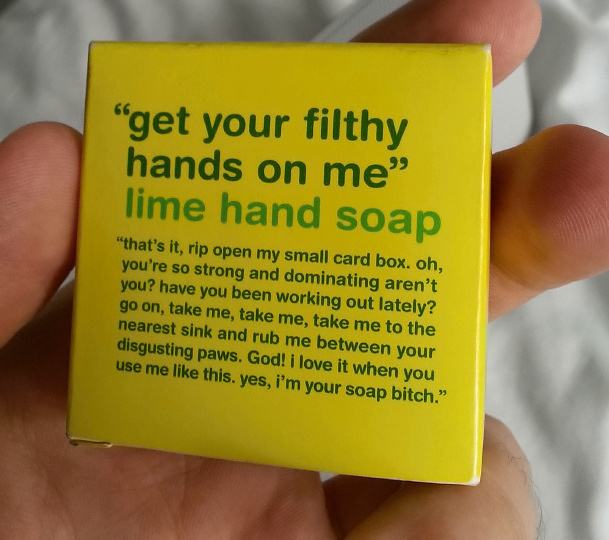 “get your filthy
hands on me”
lime hand soap
“that’s it, rip open my small card box. oh,
you’re so strong and dominating aren’t
you? have you been working out lately?
go on, take me, take me, take me to the
nearest sink and rub me between your
disgusting paws. God! i love it when you
use me like this. yes, i’m your soap bitch.”